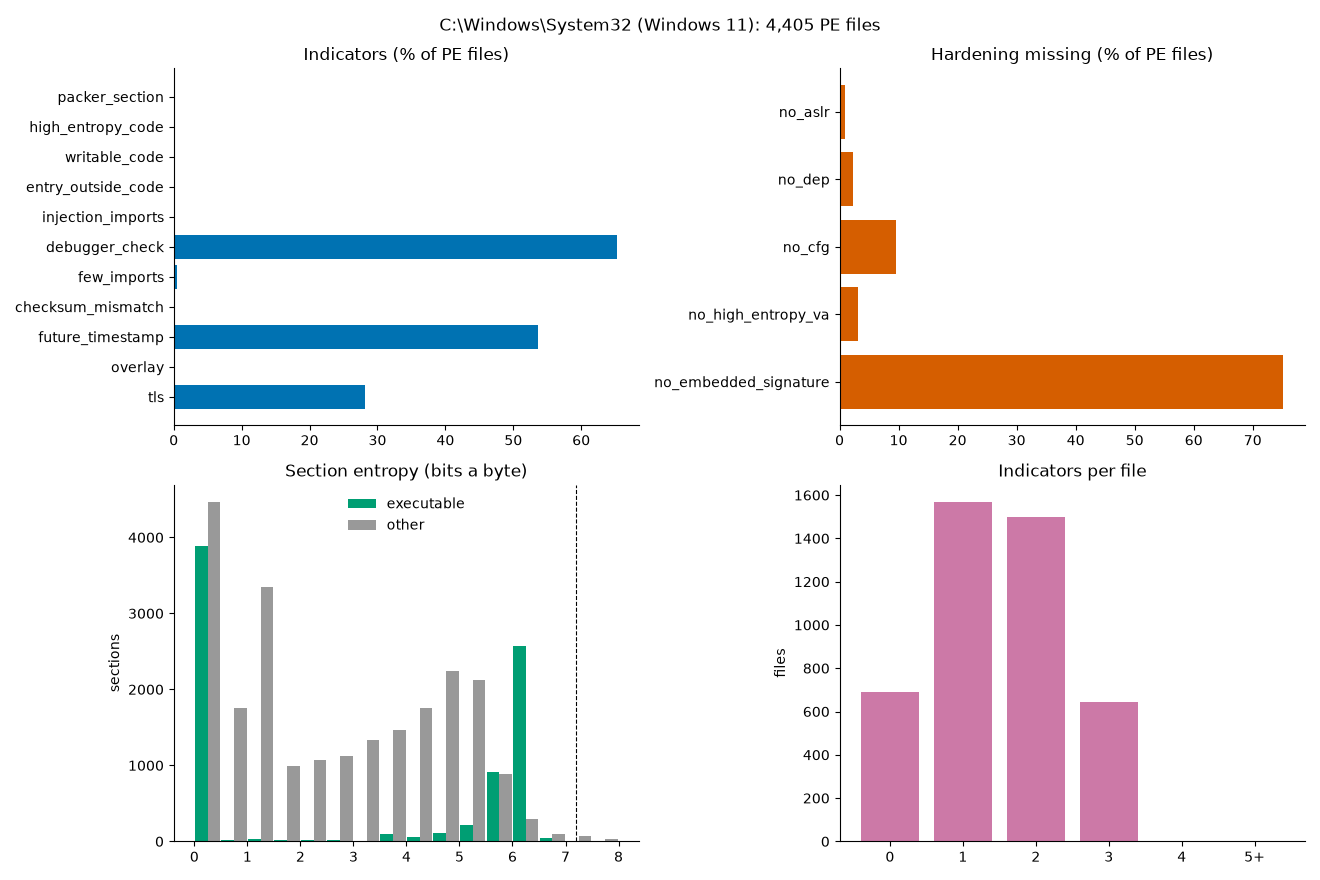 C:\Windows\System32 (Windows 11): 4,405 PE files
Indicators (% of PE files)
packer_section
high_entropy_code
writable_code
entry_outside_code
injection_imports
debugger_check
few_imports
checksum_mismatch
future_timestamp
overlay
tls
0 10 20 30 40 50 60
Hardening missing (% of PE files)
no_aslr
no_dep
no_cfg
no_high_entropy_va
no_embedded_signature
0 10 20 30 40 50 60 70
Section entropy (bits a byte)
executable
other
sections
4000
3000
2000
1000
0
0 1 2 3 4 5 6 7 8
Indicators per file
files
1600
1400
1200
1000
800
600
400
200
0
0 1 2 3 4 5+